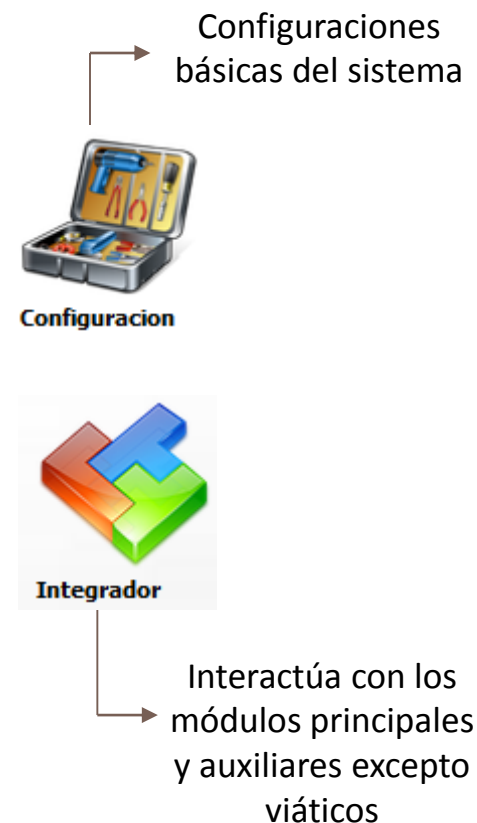 Configuraciones
básicas del sistema
Configuracion
Integrador
Interactúa con los
módulos principales
y auxiliares excepto
viáticos